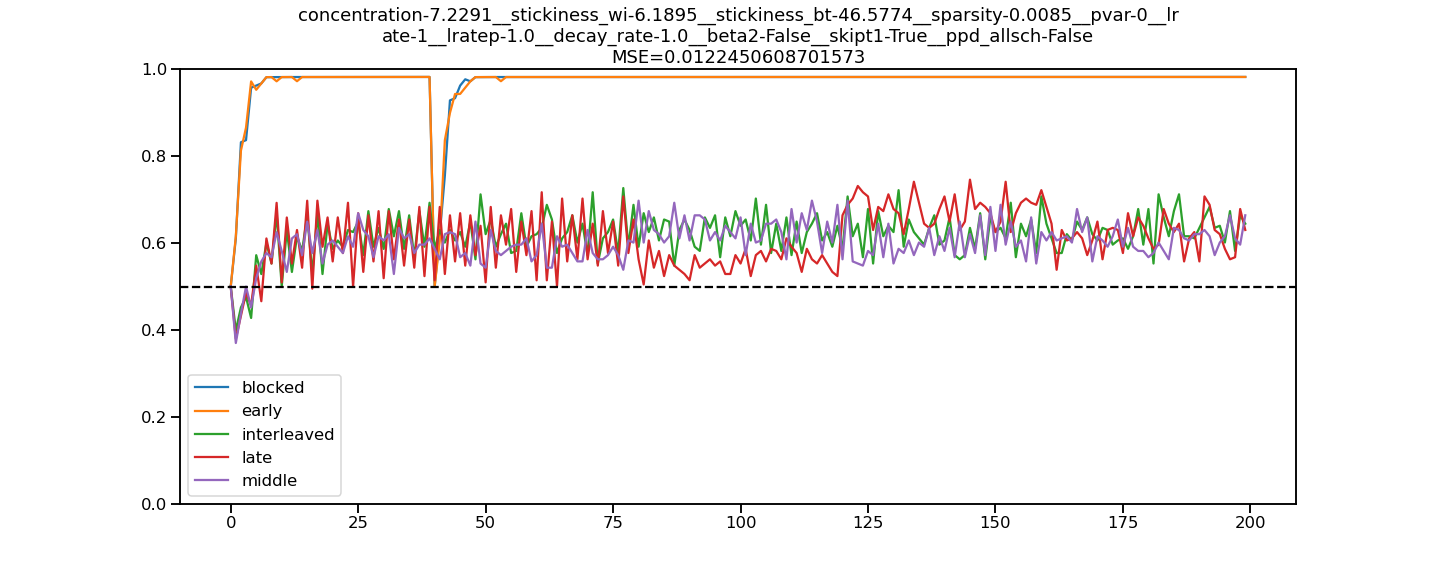 concentration-7.2291__stickiness_wi-6.1895__stickiness_bt-46.5774__sparsity-0.0085__pvar-0__lr
ate-1__lratep-1.0__decay_rate-1.0__beta2-False__skipt1-True__ppd_allsch-False
MSE=0.0122450608701573
1.0
0.8
0.6
0.4
0.2
0.0
blocked
early
interleaved
late
middle
0 25 50 75 100 125 150 175 200